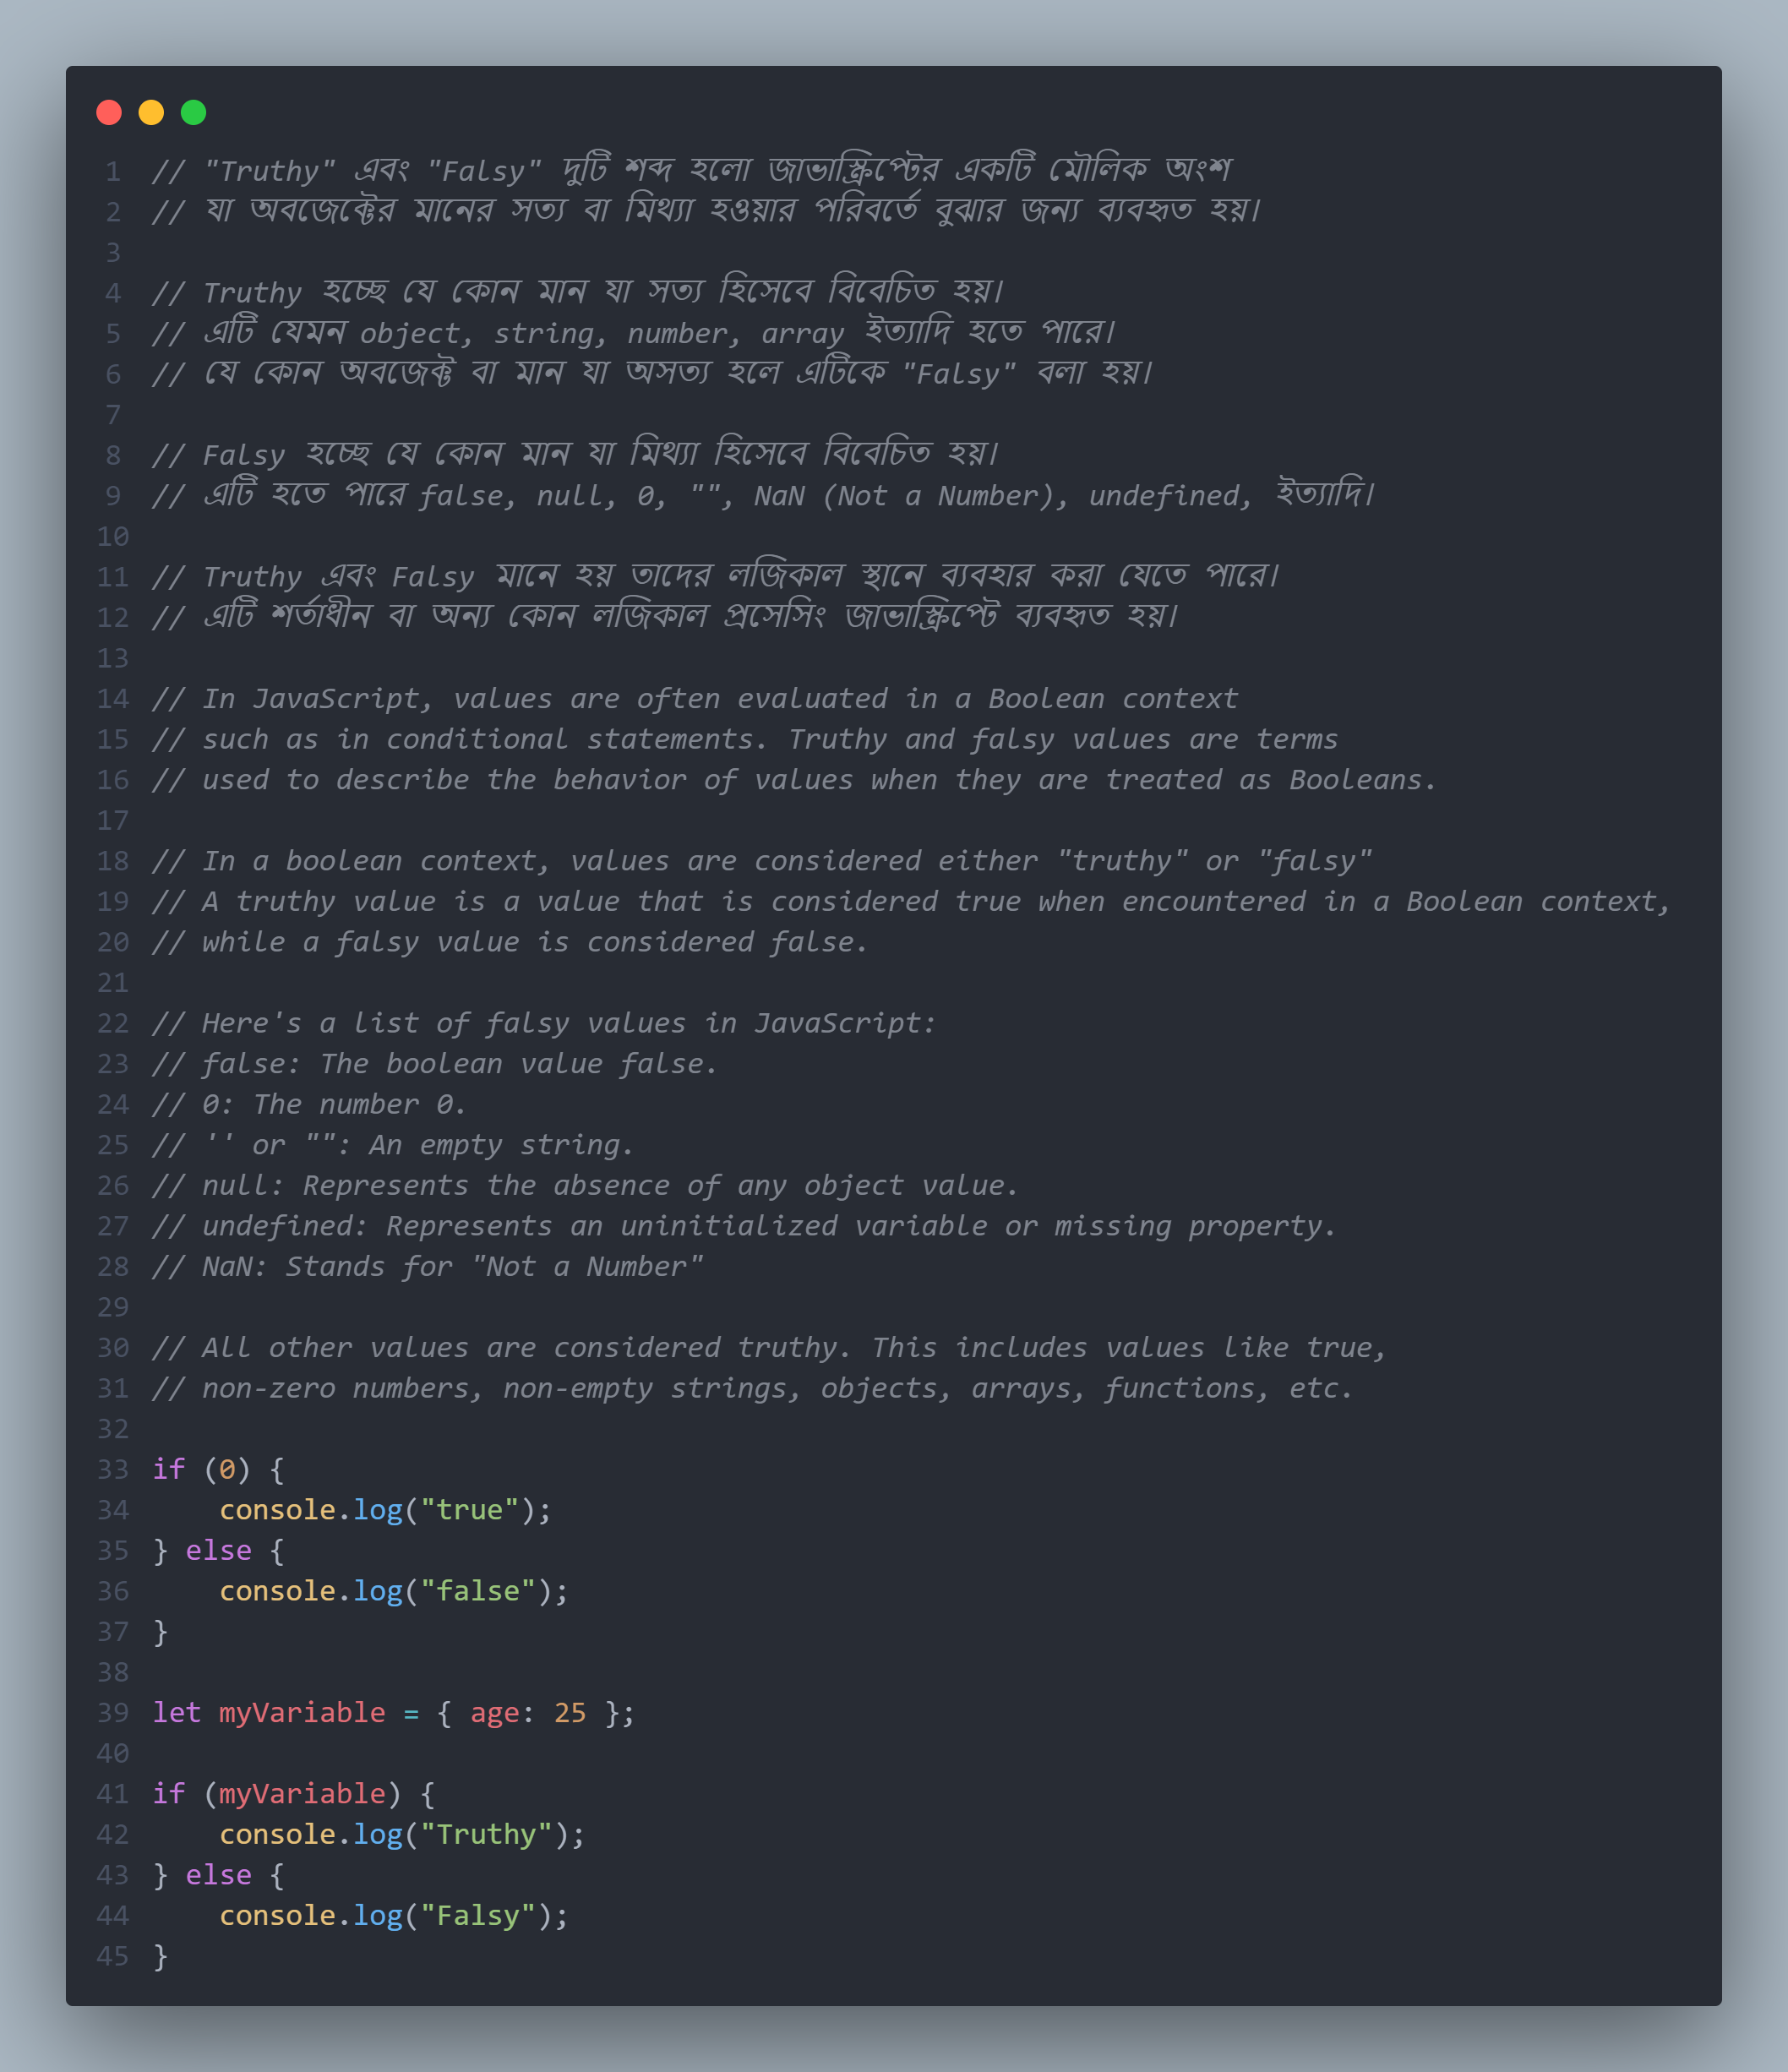 1 // "Truthy" এবং "Falsy" দুটি শব্দ হলো জাভাস্ক্রিপ্টের একটি মৌলিক অংশ
2 // যা অবজেক্টের মানের সত্য বা মিথ্যা হওয়ার পরিবর্তে বুঝার জন্য ব্যবহৃত হয়।
3
4 // Truthy হচ্ছে যে কোন মান যা সত্য হিসেবে বিবেচিত হয়।
5 // এটি যেমন object, string, number, array ইত্যাদি হতে পারে।
6 // যে কোন অবজেক্ট বা মান যা অসত্য হলে এটিকে "Falsy" বলা হয়।
7
8 // Falsy হচ্ছে যে কোন মান যা মিথ্যা হিসেবে বিবেচিত হয়।
9 // এটি হতে পারে false, null, 0, "", NaN (Not a Number), undefined, ইত্যাদি।
10
11 // Truthy এবং Falsy মানে হয় তাদের লজিকাল স্থানে ব্যবহার করা যেতে পারে।
12 // এটি শর্তাধীন বা অন্য কোন লজিকাল প্রসেসিং জাভাস্ক্রিপ্টে ব্যবহৃত হয়।
13
14 // In JavaScript, values are often evaluated in a Boolean context
15 // such as in conditional statements. Truthy and falsy values are terms
16 // used to describe the behavior of values when they are treated as Booleans.
17
18 // In a boolean context, values are considered either "truthy" or "falsy"
19 // A truthy value is a value that is considered true when encountered in a Boolean context,
20 // while a falsy value is considered false.
21
22 // Here's a list of falsy values in JavaScript:
23 // false: The boolean value false.
24 // 0: The number 0.
25 // '' or "": An empty string.
26 // null: Represents the absence of any object value.
27 // undefined: Represents an uninitialized variable or missing property.
28 // NaN: Stands for "Not a Number"
29
30 // All other values are considered truthy. This includes values like true,
31 // non-zero numbers, non-empty strings, objects, arrays, functions, etc.
32
33 if (0) {
34     console.log("true");
35 } else {
36     console.log("false");
37 }
38
39 let myVariable = { age: 25 };
40
41 if (myVariable) {
42     console.log("Truthy");
43 } else {
44     console.log("Falsy");
45 }